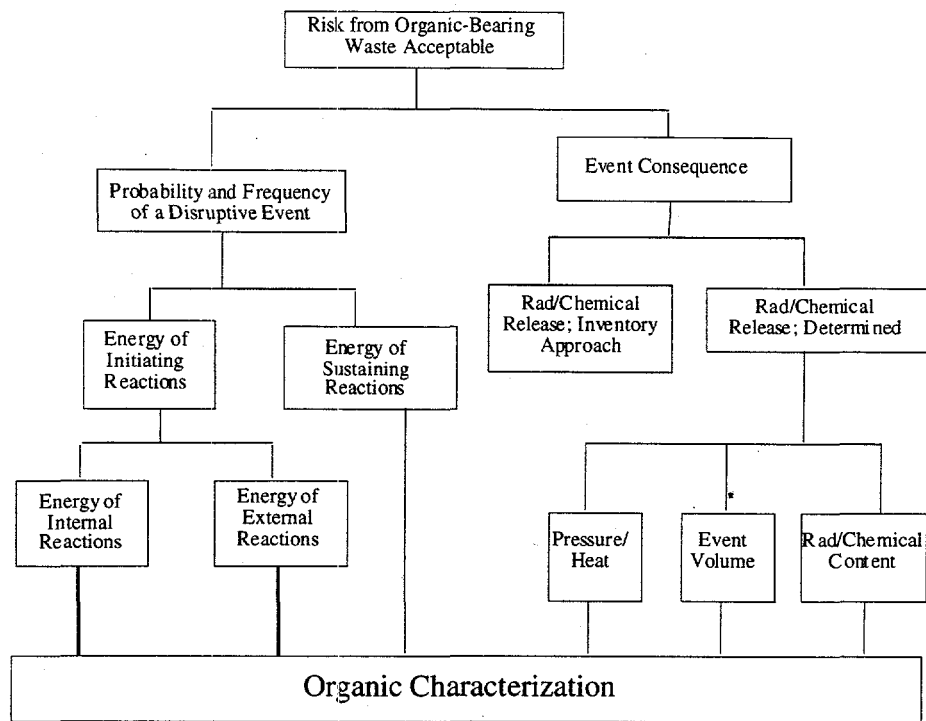 Risk from Organic-Bearing
Waste Acceptable
Probability and Frequency
of a Disruptive Event
Event Consequence
Energy of
Initiating
Reactions
Energy of
Sustaining
Reactions
Rad/Chemical
Release; Inventory
Approach
Rad/Chemical
Release; Determined
Energy of
Internal
Reactions
Energy of
External
Reactions
Pressure/
Heat
*
Event
Volume
Rad/Chemical
Content
Organic Characterization